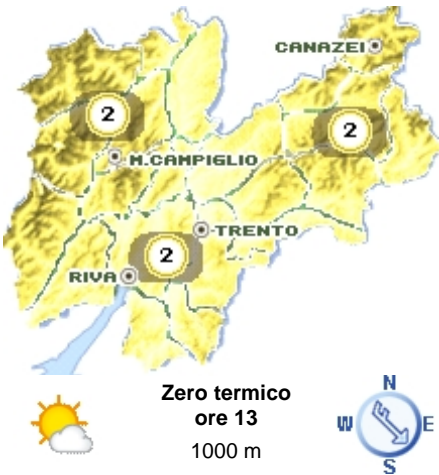 CANAZEI
2
2
M.CAMPIGLIO
TRENTO
2
RIVA
Zero termico
ore 13
1000 m
N
W E
S